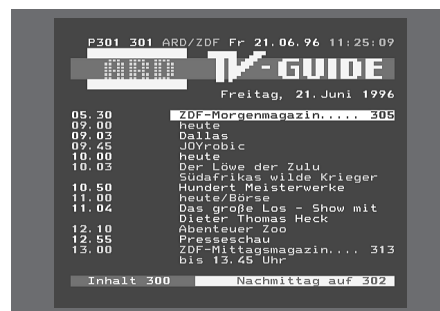 P301 301 ARD/ZDF Fr 21.06.96 11:25:09
ARD TV-GUIDE
Freitag, 21.Juni 1996
05.30 ZDF-Morgenmagazin..... 305
09.00 heute
09.03 Dallas
09.45 JOYrobic
10.00 heute
10.03 Der Löwe der Zulu
Südafrikas wilde Krieger
10.50 Hundert Meisterwerke
11.00 heute/Börse
11.04 Das große Los - Show mit
Dieter Thomas Heck
12.10 Abenteuer Zoo
12.55 Presseschau
13.00 ZDF-Mittagsmagazin.... 313
bis 13.45 Uhr
Inhalt 300 Nachmittag auf 302